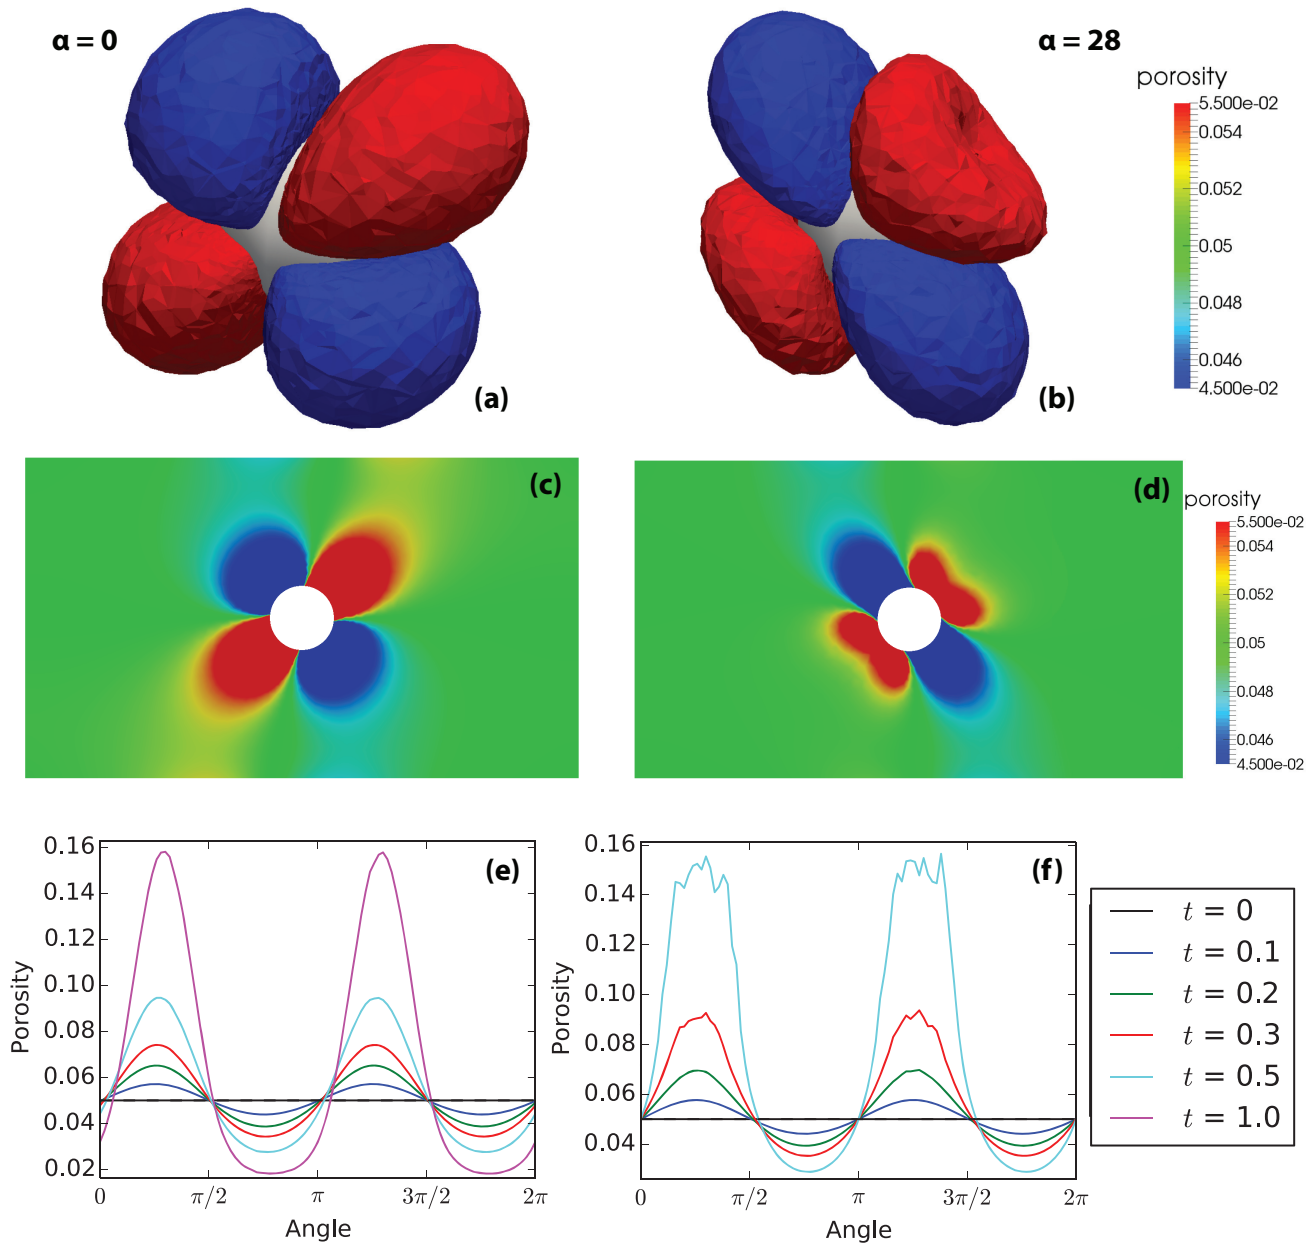 α = 0
α = 28
porosity
5.500e-02
0.054
0.052
0.05
0.048
0.046
4.500e-02
(a)
(b)
(c)
(d)
porosity
5.500e-02
0.054
0.052
0.05
0.048
0.046
4.500e-02
0.16
0.14
0.12
0.10
0.08
0.06
0.04
0.02
Porosity
(e)
0 π/2 π 3π/2 2π
Angle
0.16
0.14
0.12
0.10
0.08
0.06
0.04
Porosity
(f)
0 π/2 π 3π/2 2π
Angle
t = 0
t = 0.1
t = 0.2
t = 0.3
t = 0.5
t = 1.0